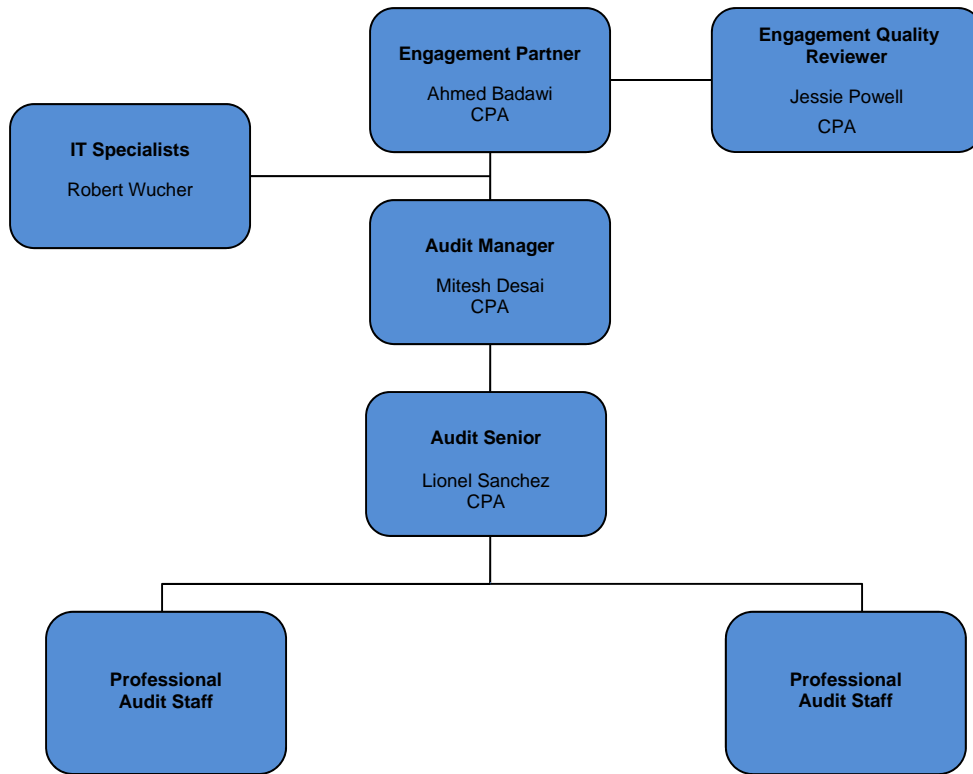 Engagement Partner
Ahmed Badawi
CPA
Engagement Quality
Reviewer
Jessie Powell
CPA
IT Specialists
Robert Wucher
Audit Manager
Mitesh Desai
CPA
Audit Senior
Lionel Sanchez
CPA
Professional
Audit Staff
Professional
Audit Staff